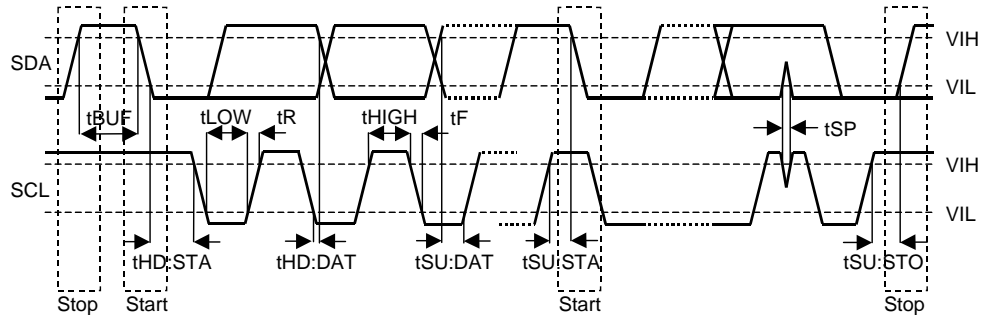 VIH
SDA
VIL
tBUF tLOW tR tHIGH tF tSP
VIH
SCL
VIL
tHD:STA tHD:DAT tSU:DAT tSU:STA tSU:STO
Stop Start Start Stop